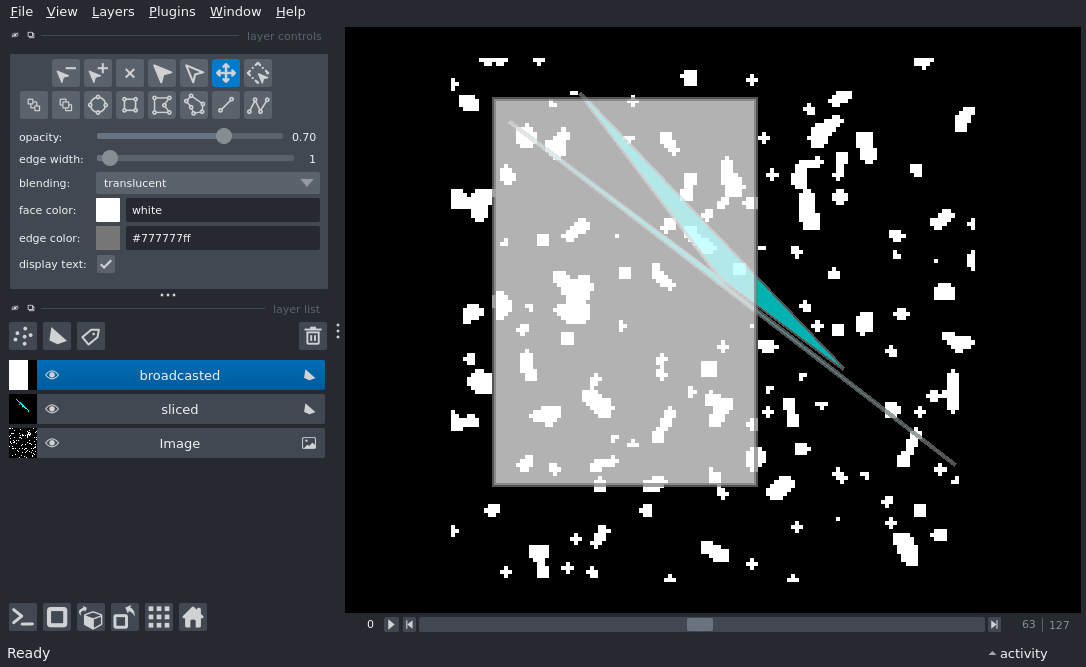 File View Layers Plugins Window Help
layer controls
opacity: 0.70
edge width: 1
blending: translucent
face color: white
edge color: #777777ff
display text:
layer list
broadcasted
sliced
Image
0 63 127
Ready activity